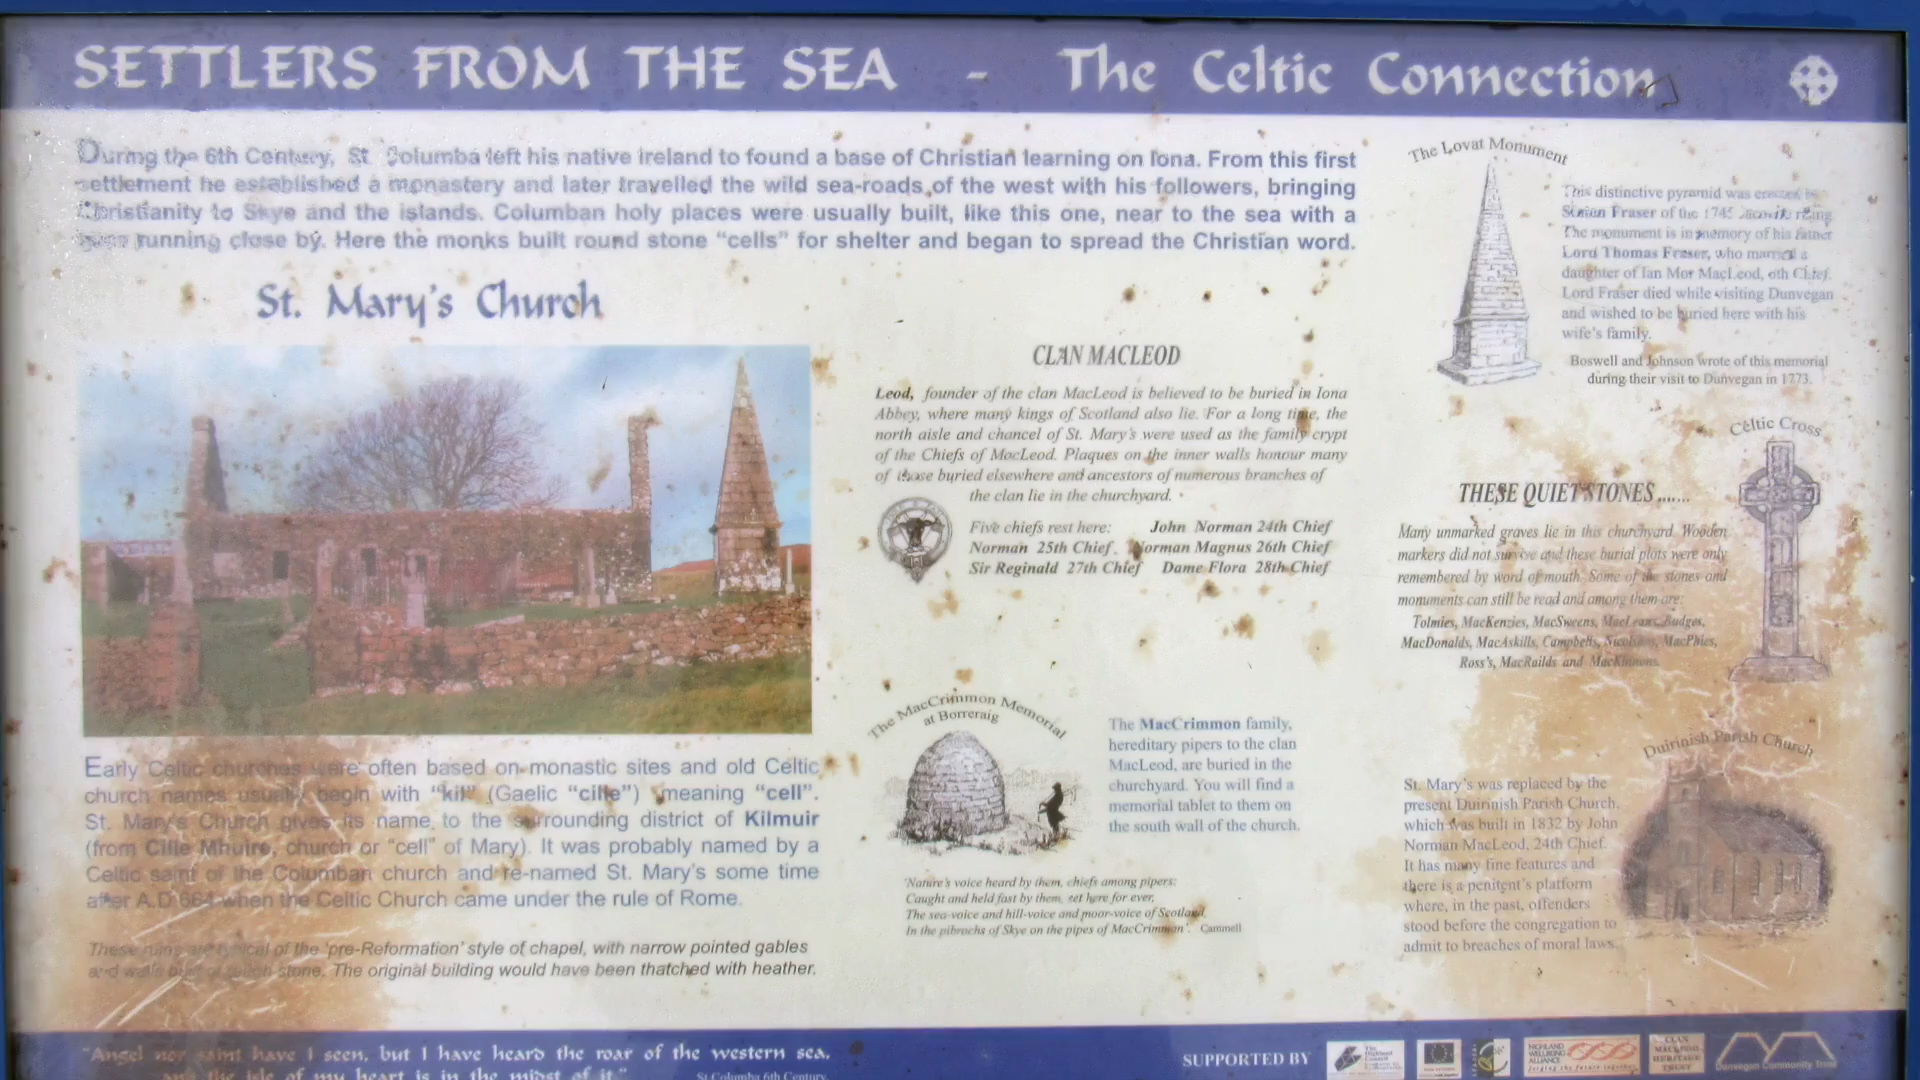 SETTLERS FROM THE SEA - The Celtic Connection
During the 6th Century, St Columba left his native Ireland to found a base of Christian learning on Iona. From this first
settlement he established a monastery and later travelled the wild sea-roads of the west with his followers, bringing
Christianity to Skye and the islands. Columban holy places were usually built, like this one, near to the sea with a
running close by. Here the monks built round stone "cells" for shelter and began to spread the Christian word.
St. Mary's Church
Early Celtic churches were often based on monastic sites and old Celtic
church names usually begin with "kil" (Gaelic "cille") meaning "cell".
St. Mary's Church gives its name to the surrounding district of Kilmuir
(from Cille Mhuire, church or "cell" of Mary). It was probably named by a
Celtic saint of the Columban church and re-named St. Mary's some time
after A.D 664 when the Celtic Church came under the rule of Rome.
These ruins are typical of the 'pre-Reformation' style of chapel, with narrow pointed gables
and walls built of stone. The original building would have been thatched with heather.
CLAN MACLEOD
Leod, founder of the clan MacLeod is believed to be buried in Iona
Abbey, where many kings of Scotland also lie. For a long time, the
north aisle and chancel of St. Mary's were used as the family crypt
of the Chiefs of MacLeod. Plaques on the inner walls honour many
of those buried elsewhere and ancestors of numerous branches of
the clan lie in the churchyard.
Five chiefs rest here: John Norman 24th Chief
Norman 25th Chief. Norman Magnus 26th Chief
Sir Reginald 27th Chief Dame Flora 28th Chief
The MacCrimmon Memorial
at Borreraig
The MacCrimmon family,
hereditary pipers to the clan
MacLeod, are buried in the
churchyard. You will find a
memorial tablet to them on
the south wall of the church.
'Nature's voice heard by them, chiefs among pipers:
Caught and held fast by them, set here for ever,
The sea-voice and hill-voice and moor-voice of Scotland,
In the pibrochs of Skye on the pipes of MacCrimmon'. Cammell
The Lovat Monument
This distinctive pyramid was erected by
Simon Fraser of the 1745 Jacobite rising.
The monument is in memory of his father
Lord Thomas Fraser, who married a
daughter of Ian Mor MacLeod, Chief.
Lord Fraser died while visiting Dunvegan
and wished to be buried here with his
wife's family.
Boswell and Johnson wrote of this memorial
during their visit to Dunvegan in 1773.
Celtic Cross
THESE QUIET STONES .......
Many unmarked graves lie in this churchyard. Wooden
markers did not survive and these burial plots were only
remembered by word of mouth. Some of the stones and
monuments can still be read and among them are:
Tolmies, MacKenzies, MacSweens, MacLeans, Budges,
MacDonalds, MacAskills, Campbells, Nicolsons, MacPhies,
Ross's, MacRailds and MacKinnons.
Duirinish Parish Church
St. Mary's was replaced by the
present Duirinish Parish Church,
which was built in 1832 by John
Norman MacLeod, 24th Chief.
It has many fine features and
there is a penitent's platform
where, in the past, offenders
stood before the congregation to
admit to breaches of moral laws.
"Angel nor saint have I seen, but I have heard the roar of the western sea,
and the isle of my heart is in the midst of it." St Columba 6th Century.
SUPPORTED BY
The Highland Council
HIGHLAND WELLBEING ALLIANCE
forging the future together
CLAN MACLEOD HERITAGE TRUST
Dunvegan Community Trust